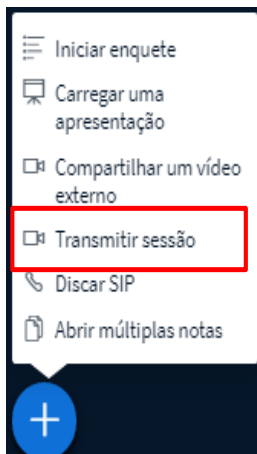 Iniciar enquete
Carregar uma
apresentação
Compartilhar um vídeo
externo
Transmitir sessão
Discar SIP
Abrir múltiplas notas